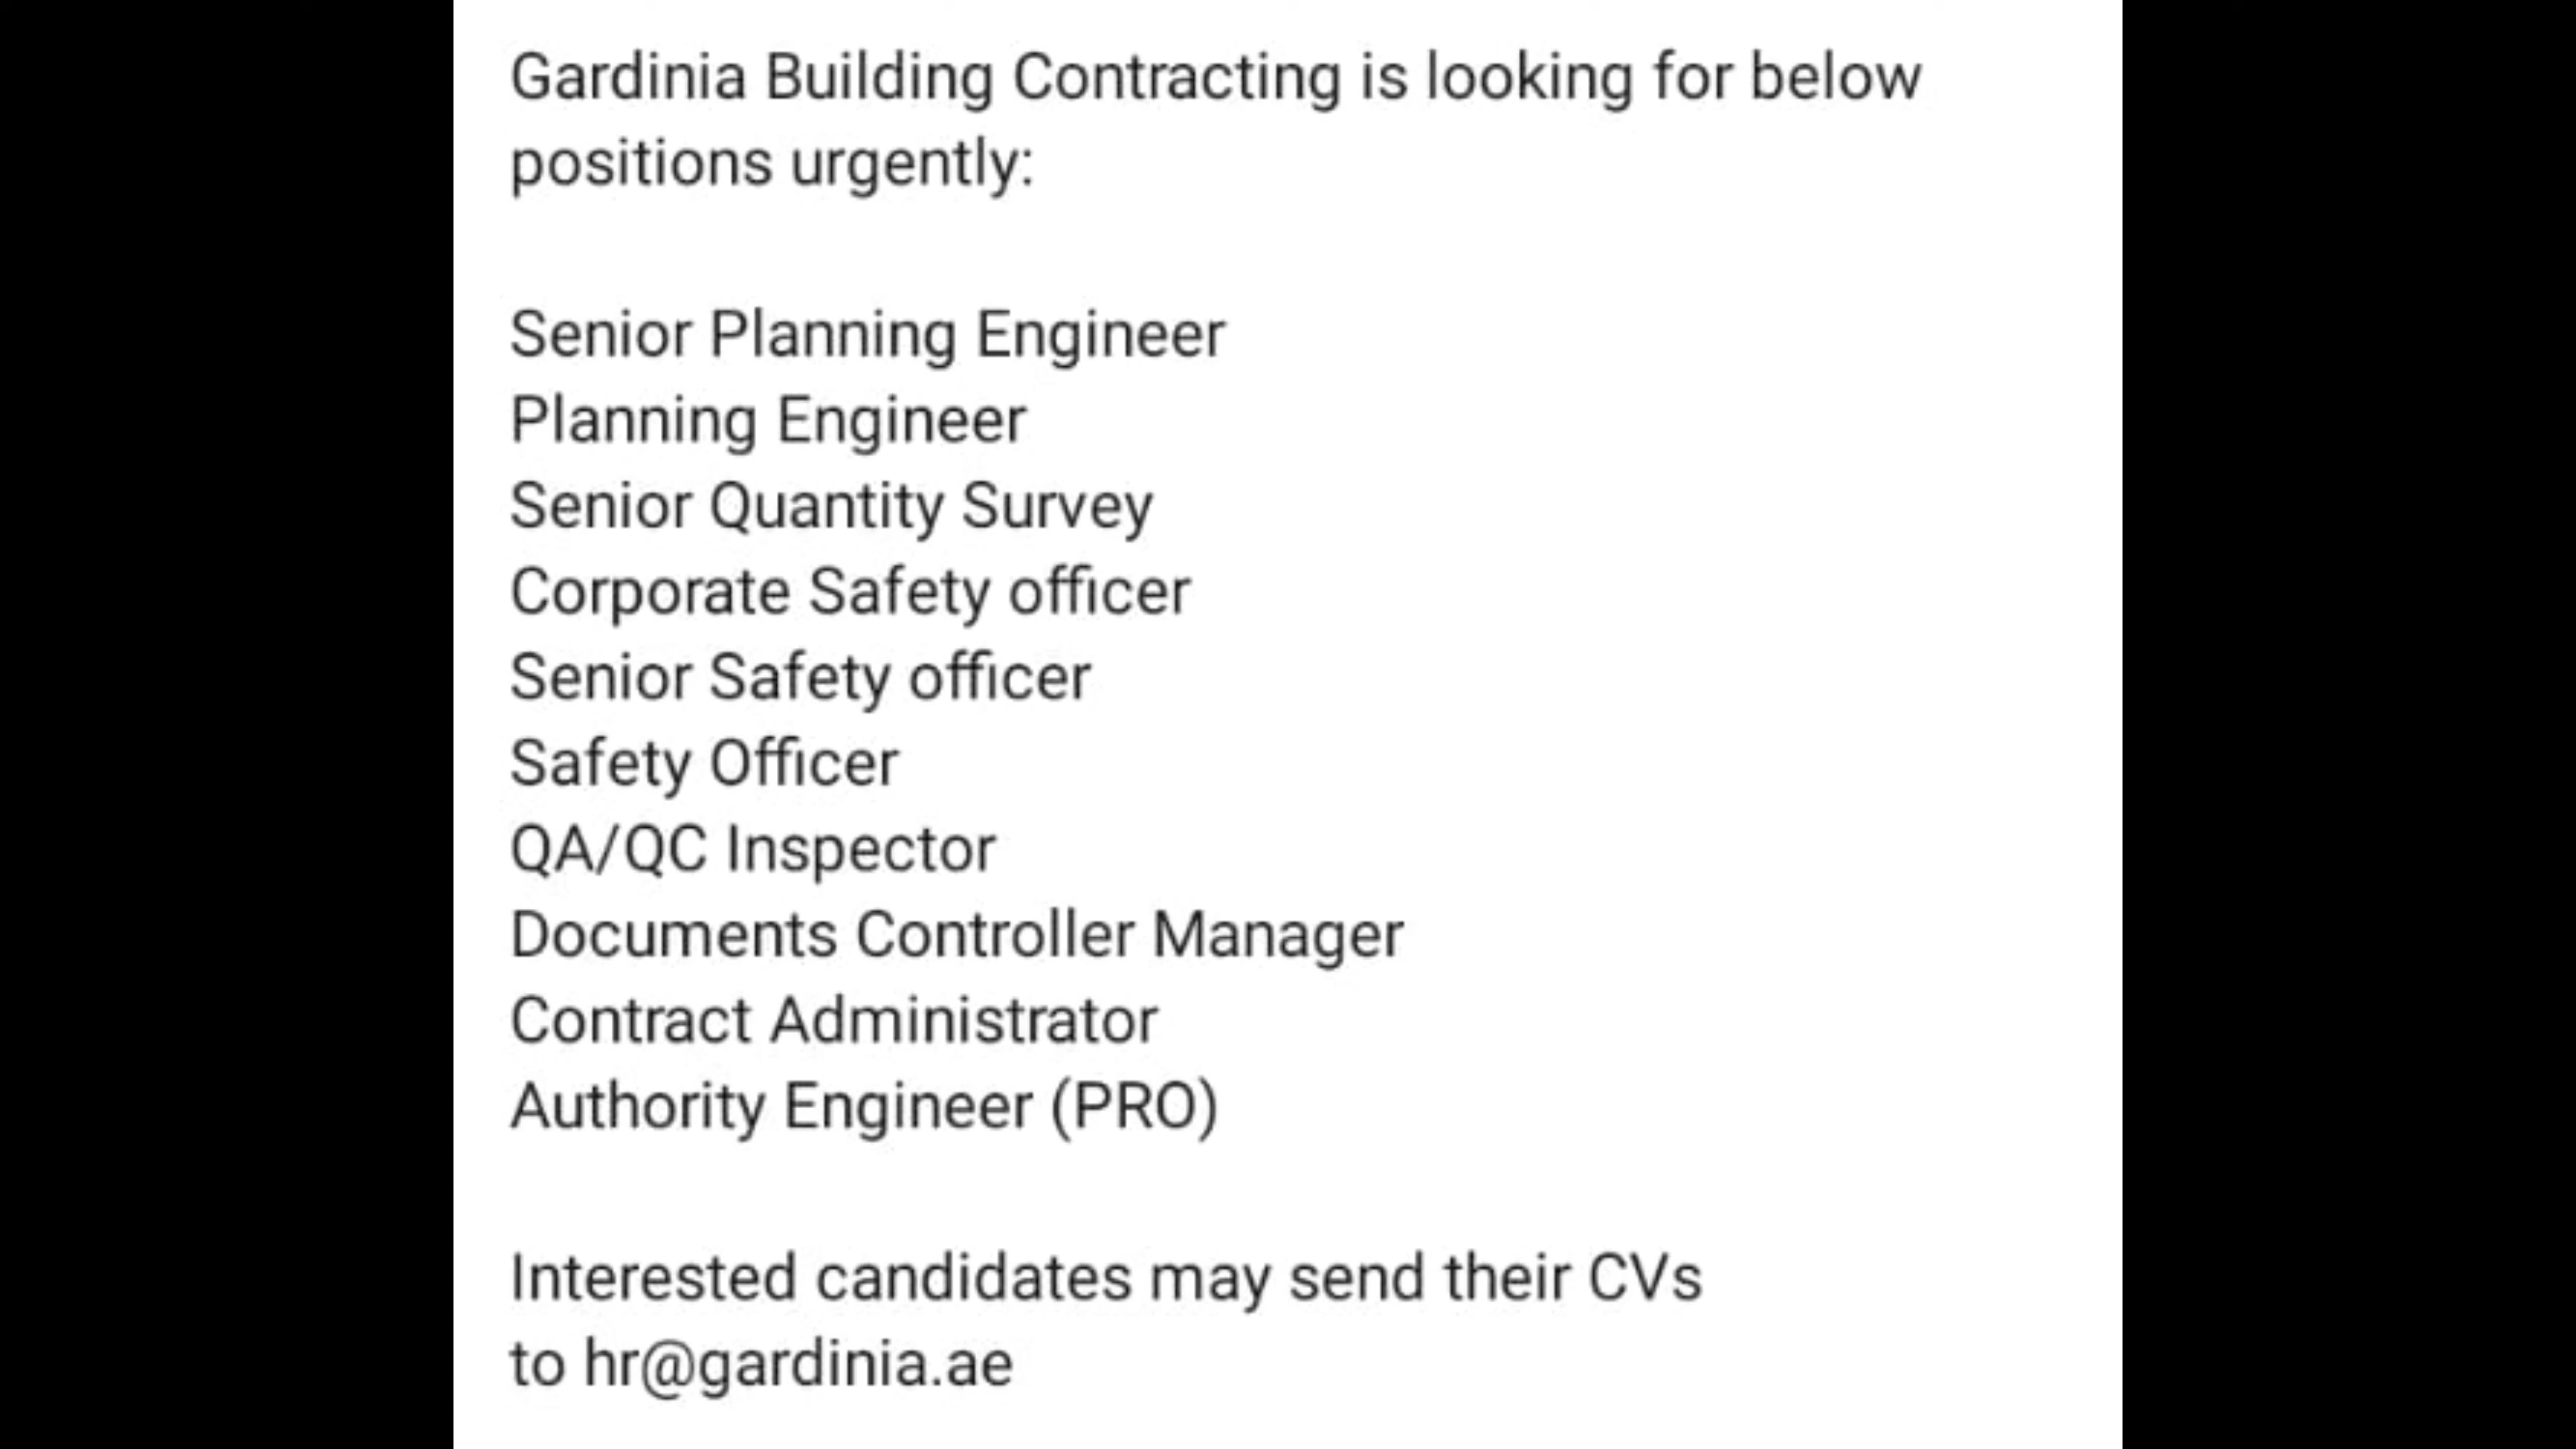 Gardinia Building Contracting is looking for below
positions urgently:
Senior Planning Engineer
Planning Engineer
Senior Quantity Survey
Corporate Safety officer
Senior Safety officer
Safety Officer
QA/QC Inspector
Documents Controller Manager
Contract Administrator
Authority Engineer (PRO)
Interested candidates may send their CVs
to hr@gardinia.ae